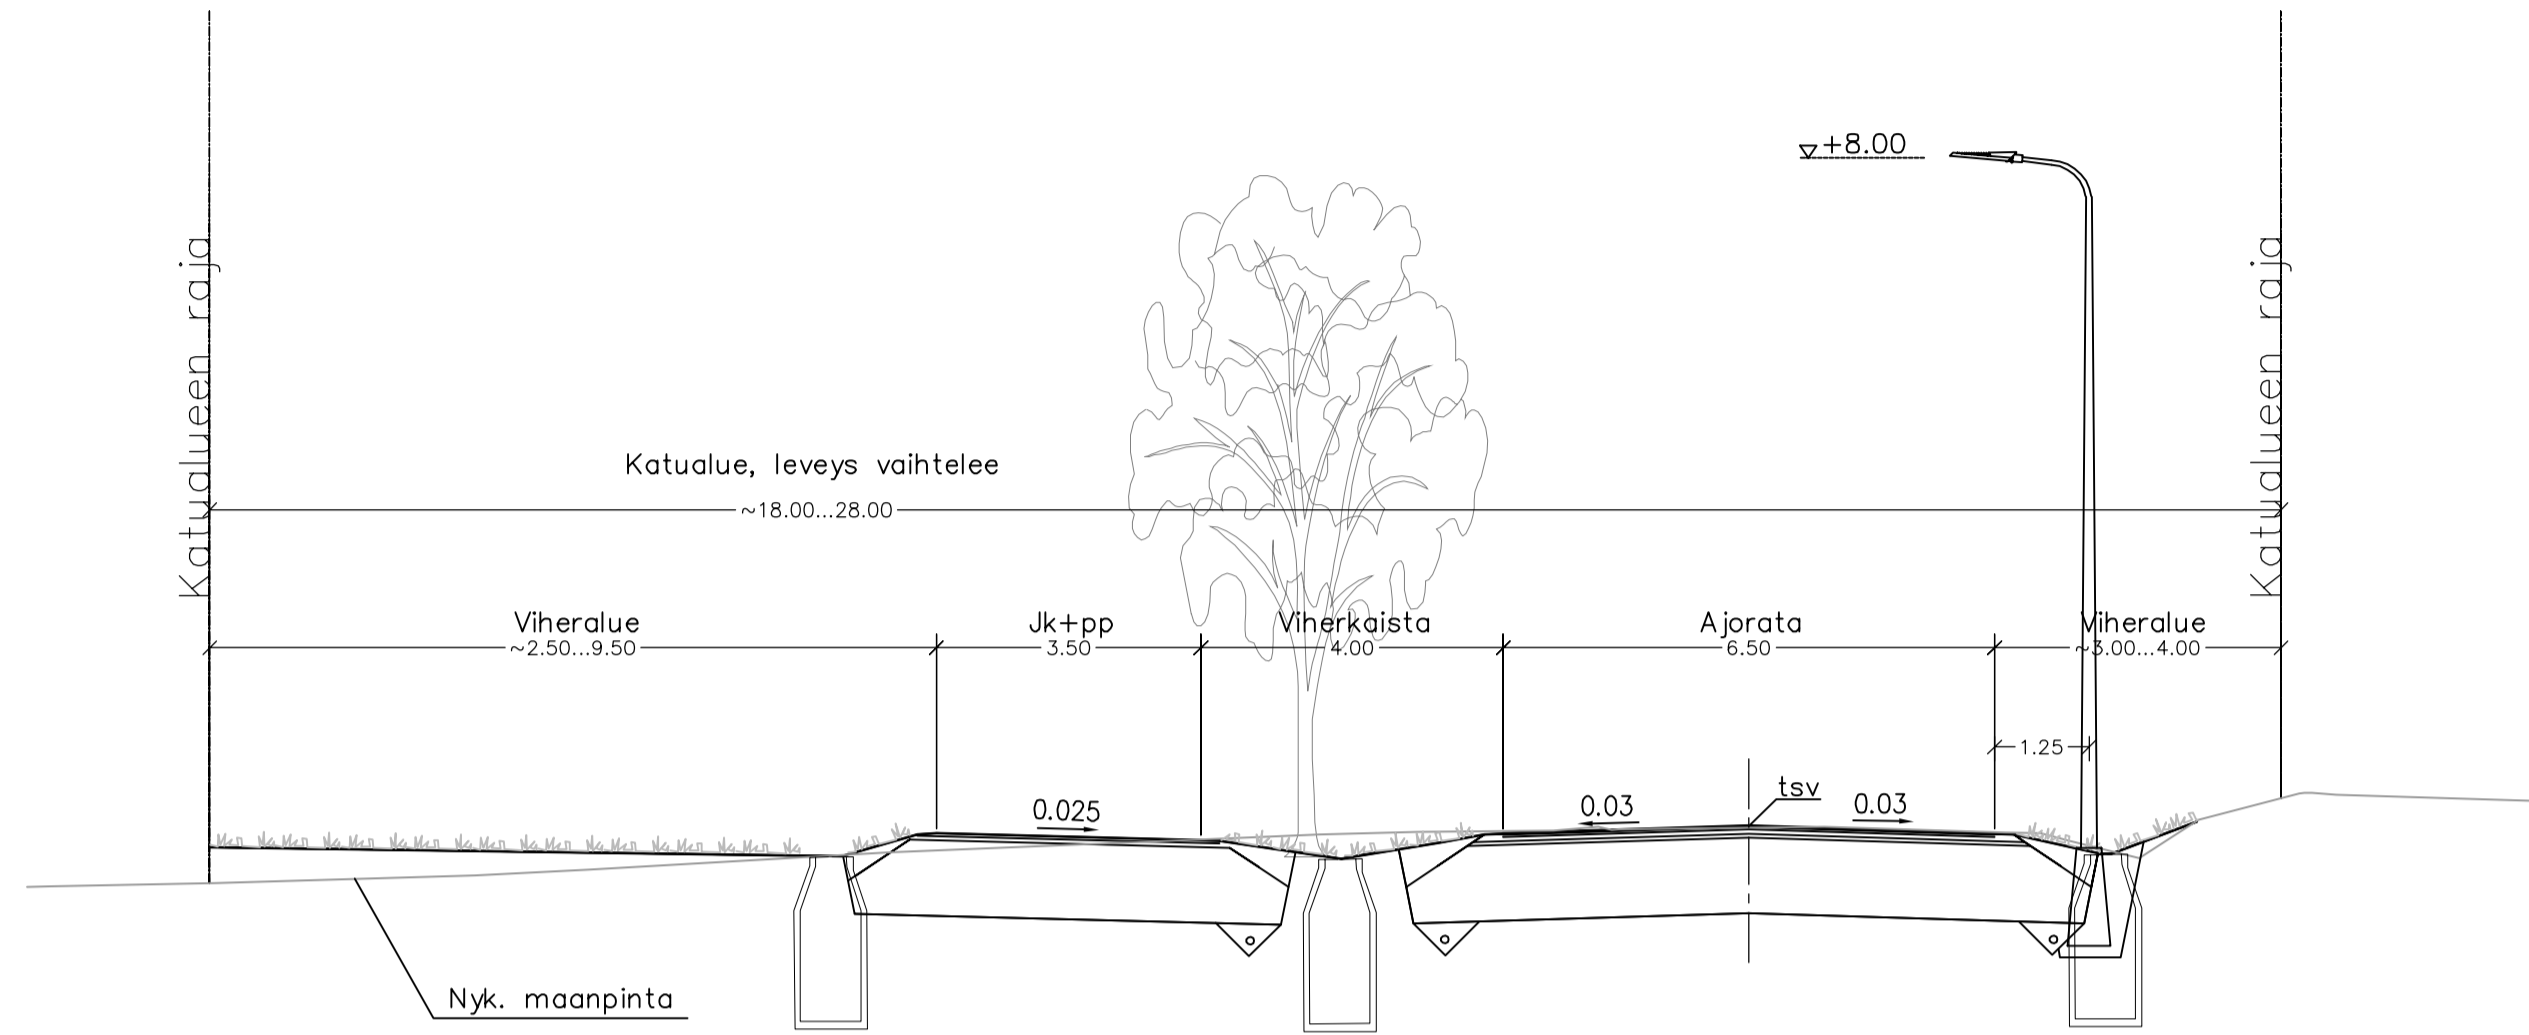 +8.00
Katualueen raja
Katualueen raja
Katualue, leveys vaihtelee
~18.00...28.00
Viheralue
Jk+pp
Viherkaista
Ajorata
Viheralue
~2.50...9.50
3.50
4.00
6.50
~3.00...4.00
1.25
tsv
0.025
0.03
0.03
Nyk. maanpinta